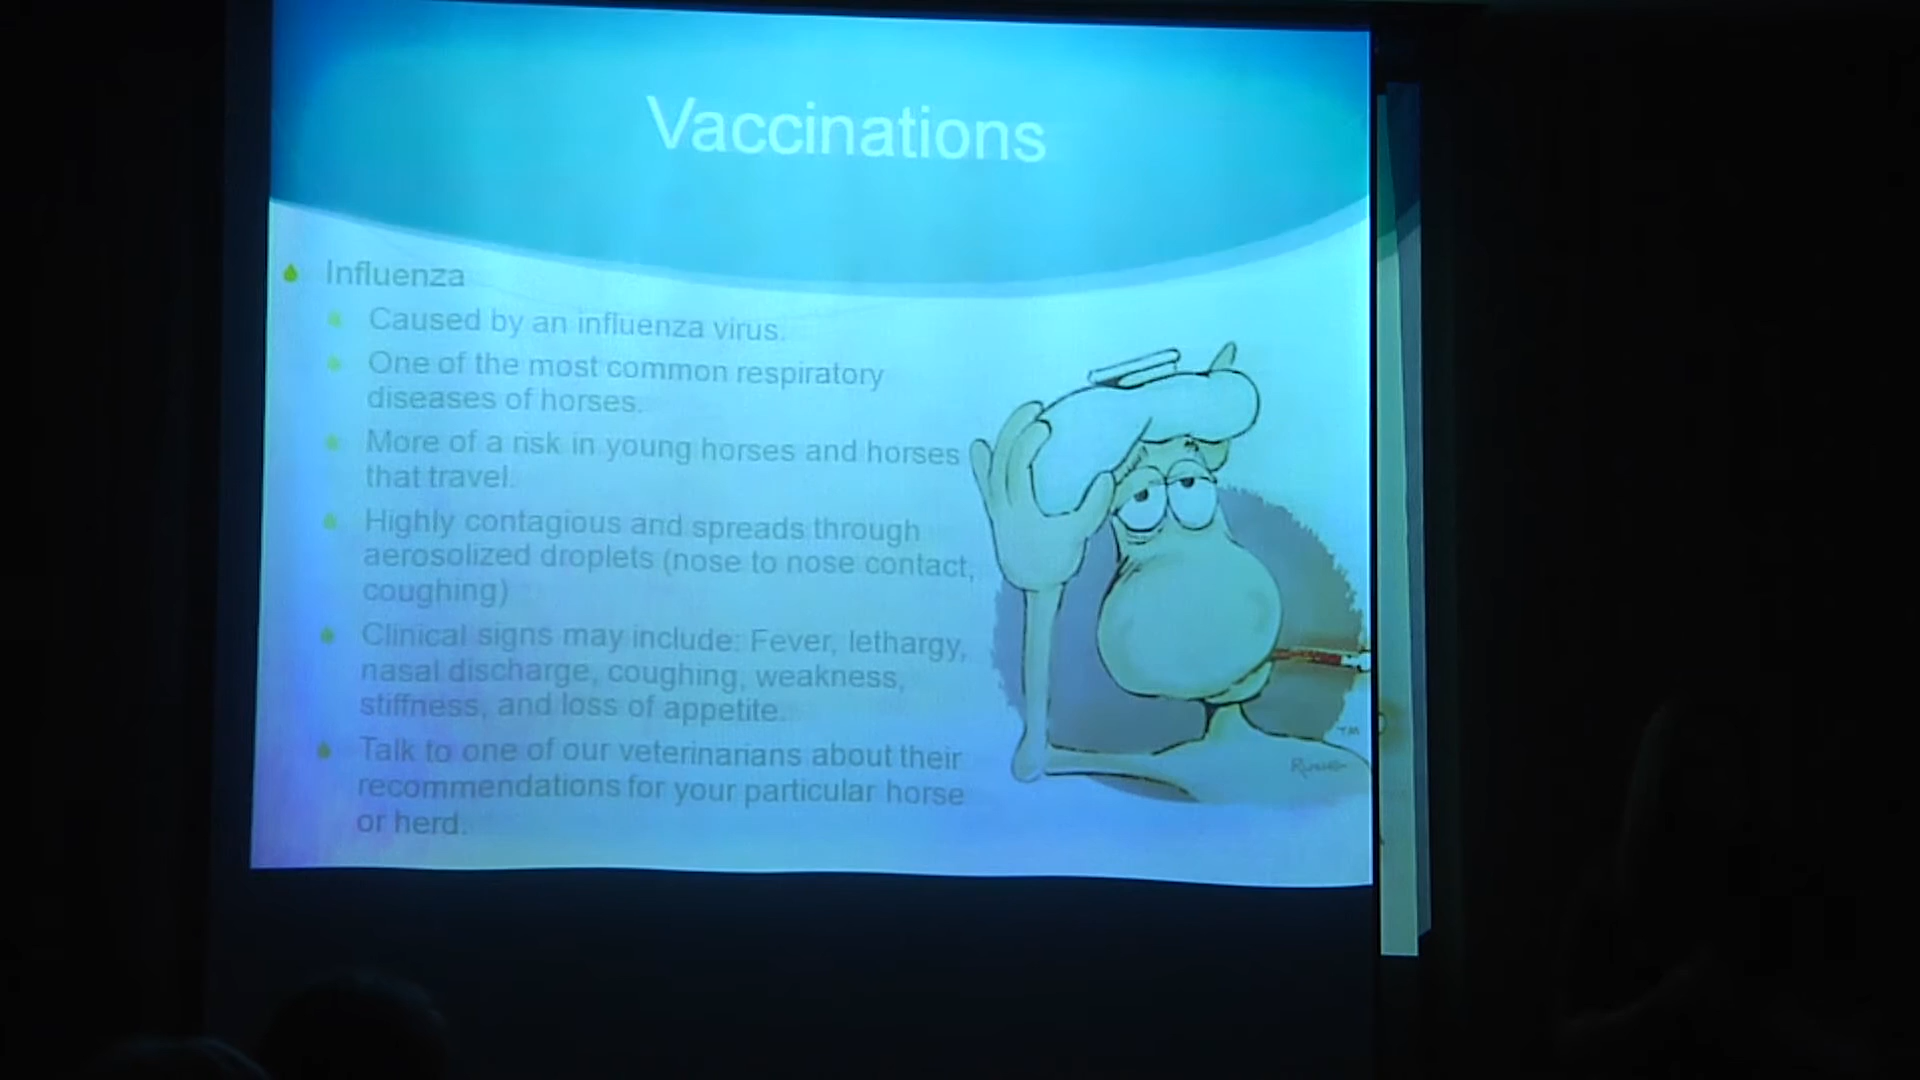 Vaccinations
Influenza
Caused by an influenza virus.
One of the most common respiratory
diseases of horses.
More of a risk in young horses and horses
that travel.
Highly contagious and spreads through
aerosolized droplets (nose to nose contact,
coughing)
Clinical signs may include: Fever, lethargy,
nasal discharge, coughing, weakness,
stiffness, and loss of appetite.
Talk to one of our veterinarians about their
recommendations for your particular horse
or herd.
TM